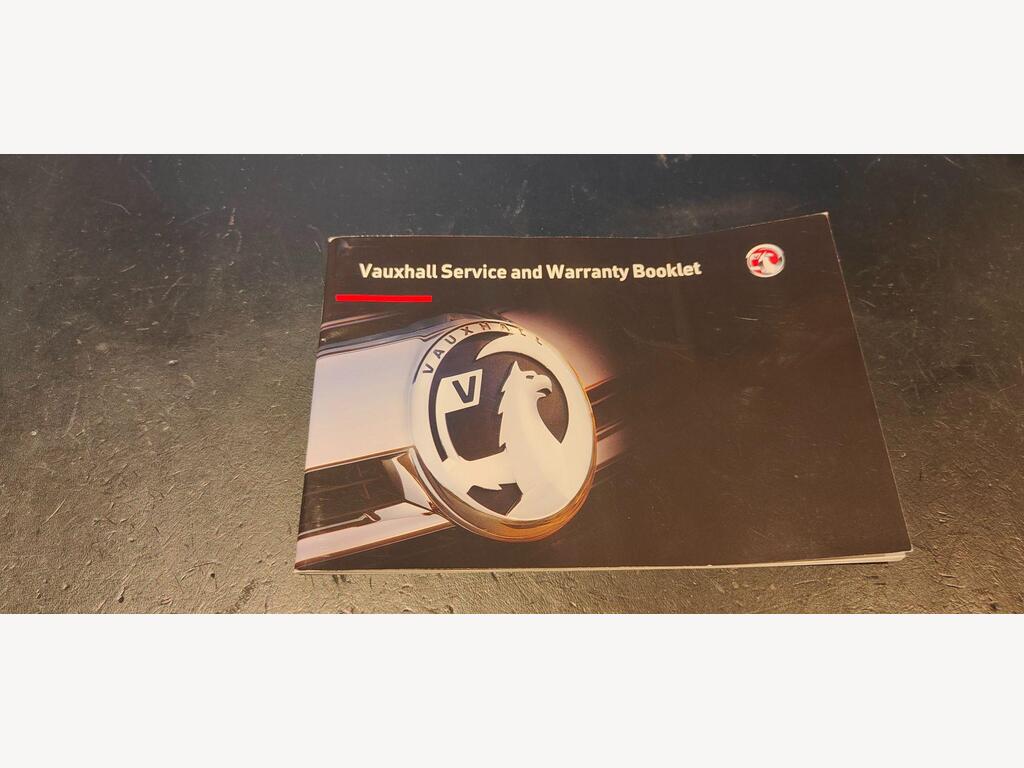 Vauxhall Service and Warranty Booklet
VAUXHALL
V